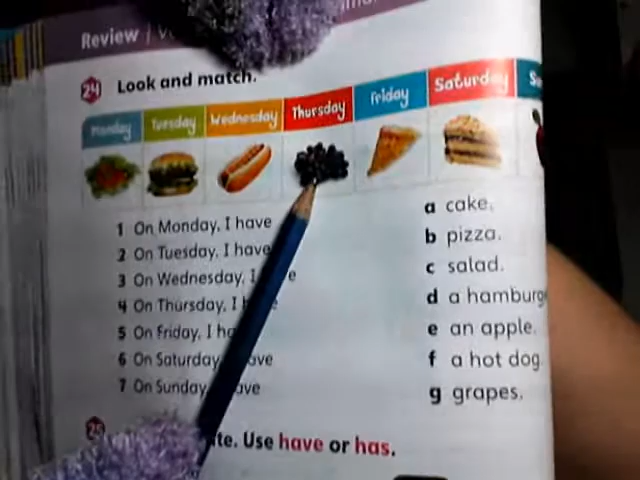 Review
24 Look and match.
Monday Tuesday Wednesday Thursday Friday Saturday
1 On Monday, I have
2 On Tuesday, I have
3 On Wednesday, I
4 On Thursday, I
5 On Friday, I
6 On Saturday
7 On Sunday
a cake.
b pizza.
c salad.
d a hamburge
e an apple.
f a hot dog
g grapes.
25
Use have or has.